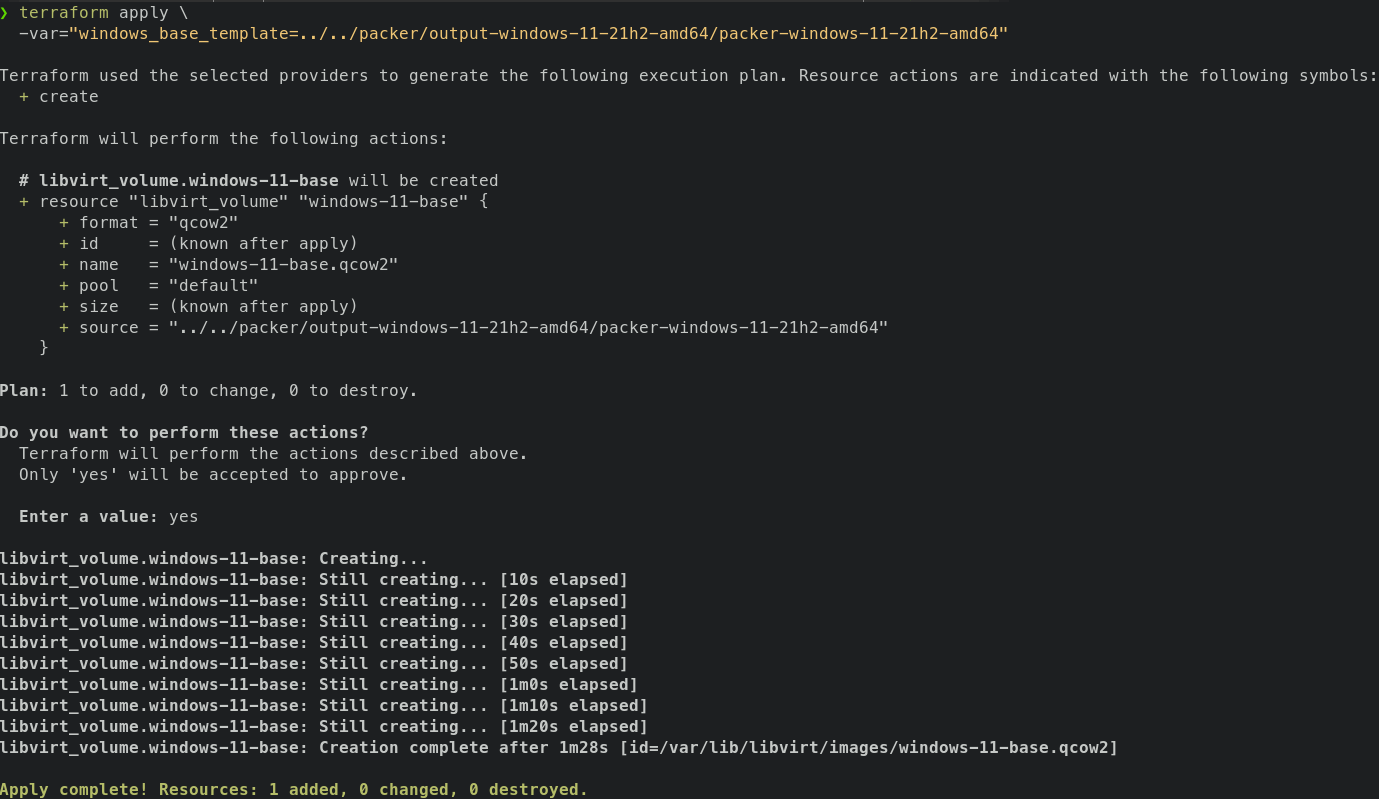 ❯ terraform apply \
  -var="windows_base_template=../../packer/output-windows-11-21h2-amd64/packer-windows-11-21h2-amd64"

Terraform used the selected providers to generate the following execution plan. Resource actions are indicated with the following symbols:
  + create

Terraform will perform the following actions:

  # libvirt_volume.windows-11-base will be created
  + resource "libvirt_volume" "windows-11-base" {
      + format = "qcow2"
      + id     = (known after apply)
      + name   = "windows-11-base.qcow2"
      + pool   = "default"
      + size   = (known after apply)
      + source = "../../packer/output-windows-11-21h2-amd64/packer-windows-11-21h2-amd64"
    }

Plan: 1 to add, 0 to change, 0 to destroy.

Do you want to perform these actions?
  Terraform will perform the actions described above.
  Only 'yes' will be accepted to approve.

  Enter a value: yes

libvirt_volume.windows-11-base: Creating...
libvirt_volume.windows-11-base: Still creating... [10s elapsed]
libvirt_volume.windows-11-base: Still creating... [20s elapsed]
libvirt_volume.windows-11-base: Still creating... [30s elapsed]
libvirt_volume.windows-11-base: Still creating... [40s elapsed]
libvirt_volume.windows-11-base: Still creating... [50s elapsed]
libvirt_volume.windows-11-base: Still creating... [1m0s elapsed]
libvirt_volume.windows-11-base: Still creating... [1m10s elapsed]
libvirt_volume.windows-11-base: Still creating... [1m20s elapsed]
libvirt_volume.windows-11-base: Creation complete after 1m28s [id=/var/lib/libvirt/images/windows-11-base.qcow2]

Apply complete! Resources: 1 added, 0 changed, 0 destroyed.